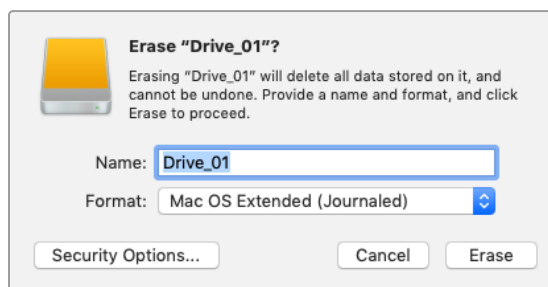 Erase “Drive_01”?
Erasing “Drive_01” will delete all data stored on it, and
cannot be undone. Provide a name and format, and click
Erase to proceed.
Name: Drive_01
Format: Mac OS Extended (Journaled)
Security Options... Cancel Erase